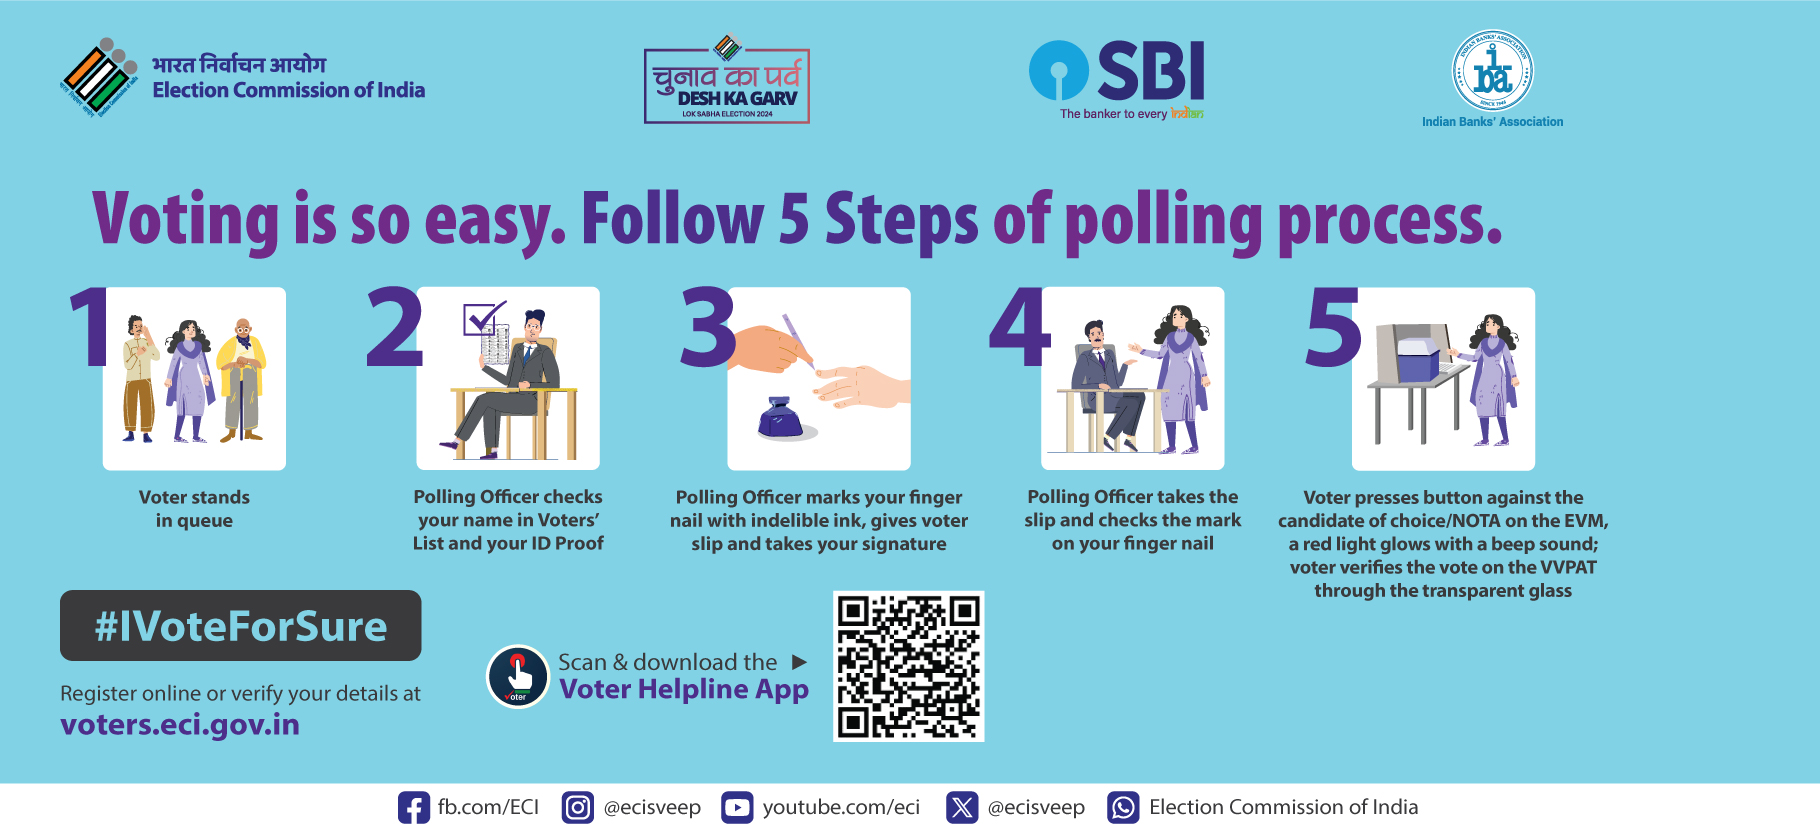 भारत निर्वाचन आयोग
Election Commission of India
चुनाव का पर्व
DESH KA GARV
LOK SABHA ELECTION 2024
SBI
The banker to every Indian
INDIAN BANKS' ASSOCIATION
iba
SINCE 1946
Indian Banks' Association
Voting is so easy. Follow 5 Steps of polling process.
1
Voter stands
in queue
2
Polling Officer checks
your name in Voters'
List and your ID Proof
3
Polling Officer marks your finger
nail with indelible ink, gives voter
slip and takes your signature
4
Polling Officer takes the
slip and checks the mark
on your finger nail
5
Voter presses button against the
candidate of choice/NOTA on the EVM,
a red light glows with a beep sound;
voter verifies the vote on the VVPAT
through the transparent glass
#IVoteForSure
Register online or verify your details at
voters.eci.gov.in
Voter
Scan & download the
Voter Helpline App
fb.com/ECI @ecisveep youtube.com/eci @ecisveep Election Commission of India